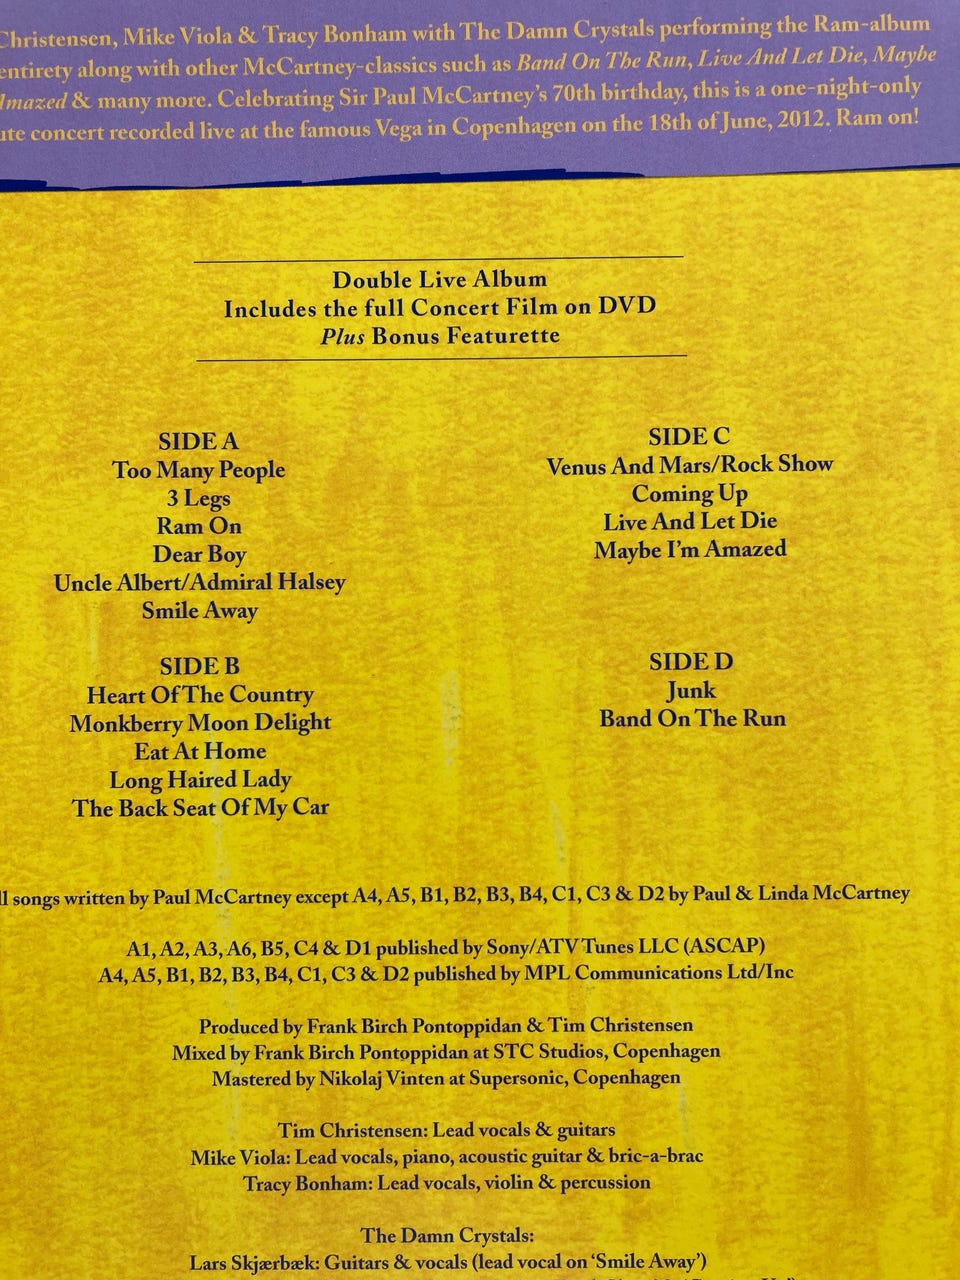 Christensen, Mike Viola & Tracy Bonham with The Damn Crystals performing the Ram-album
entirety along with other McCartney-classics such as Band On The Run, Live And Let Die, Maybe
& many more. Celebrating Sir Paul McCartney's 70th birthday, this is a one-night-only
concert recorded live at the famous Vega in Copenhagen on the 18th of June, 2012. Ram on!
Double Live Album
Includes the full Concert Film on DVD
Plus Bonus Featurette
SIDE A
Too Many People
3 Legs
Ram On
Dear Boy
Uncle Albert/Admiral Halsey
Smile Away
SIDE B
Heart Of The Country
Monkberry Moon Delight
Eat At Home
Long Haired Lady
The Back Seat Of My Car
SIDE C
Venus And Mars/Rock Show
Coming Up
Live And Let Die
Maybe I'm Amazed
SIDE D
Junk
Band On The Run
songs written by Paul McCartney except A4, A5, B1, B2, B3, B4, C1, C3 & D2 by Paul & Linda McCartney
A1, A2, A3, A6, B5, C4 & D1 published by Sony/ATV Tunes LLC (ASCAP)
A4, A5, B1, B2, B3, B4, C1, C3 & D2 published by MPL Communications Ltd/Inc
Produced by Frank Birch Pontoppidan & Tim Christensen
Mixed by Frank Birch Pontoppidan at STC Studios, Copenhagen
Mastered by Nikolaj Vinten at Supersonic, Copenhagen
Tim Christensen: Lead vocals & guitars
Mike Viola: Lead vocals, piano, acoustic guitar & bric-a-brac
Tracy Bonham: Lead vocals, violin & percussion
The Damn Crystals:
Lars Skjærbæk: Guitars & vocals (lead vocal on 'Smile Away')